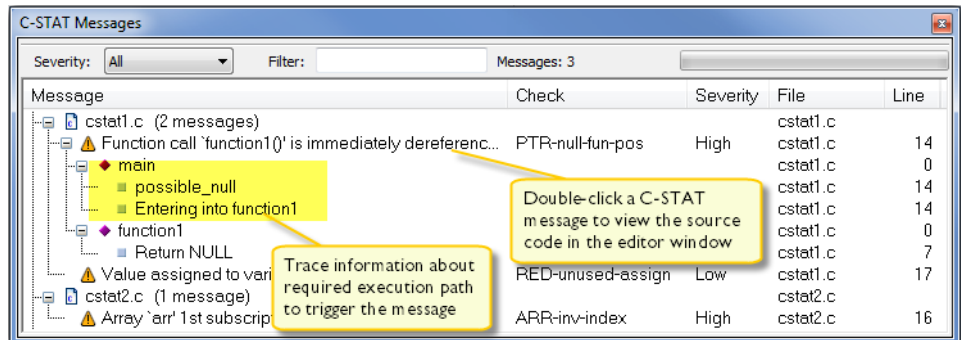 C-STAT Messages
Severity: All Filter: Messages: 3
Message Check Severity File Line
cstat1.c (2 messages) cstat1.c
Function call `function1()' is immediately dereferenc... PTR-null-fun-pos High cstat1.c 14
main cstat1.c 0
possible_null cstat1.c 14
Entering into function1 cstat1.c 14
function1 cstat1.c 0
Return NULL cstat1.c 7
Value assigned to vari RED-unused-assign Low cstat1.c 17
cstat2.c (1 message) cstat2.c
Array `arr' 1st subscrip ARR-inv-index High cstat2.c 16
Double-click a C-STAT
message to view the source
code in the editor window
Trace information about
required execution path
to trigger the message